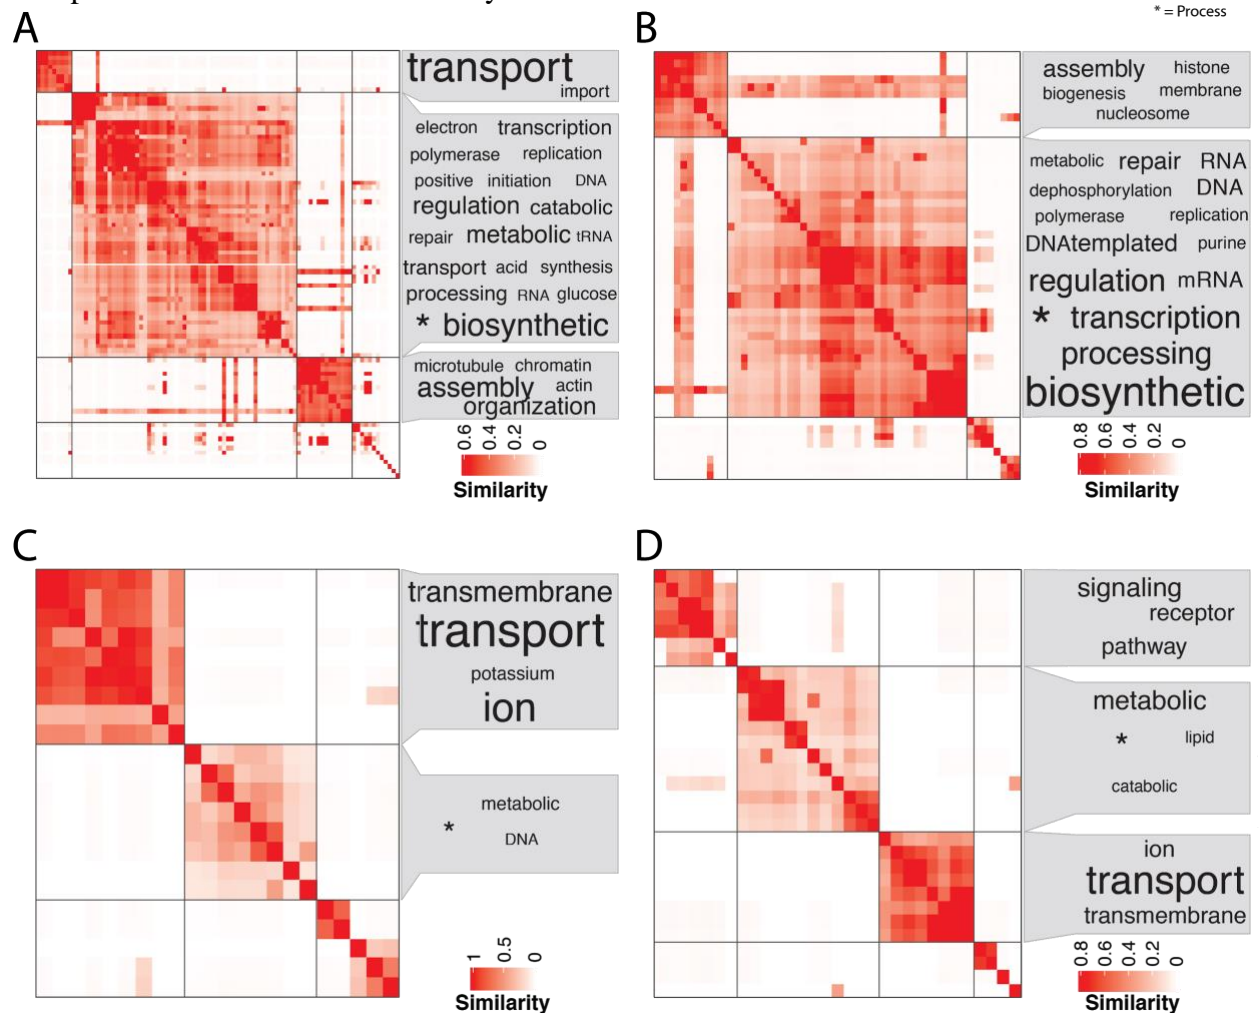 * = Process
A
transport
import
electron transcription
polymerase replication
positive initiation DNA
regulation catabolic
repair metabolic tRNA
transport acid synthesis
processing RNA glucose
* biosynthetic
microtubule chromatin
assembly actin
organization
0.6 0.4 0.2 0
Similarity
B
assembly histone
biogenesis membrane
nucleosome
metabolic repair RNA
dephosphorylation DNA
polymerase replication
DNAtemplated purine
regulation mRNA
* transcription
processing
biosynthetic
0.8 0.6 0.4 0.2 0
Similarity
C
transmembrane
transport
potassium
ion
metabolic
* DNA
1 0.5 0
Similarity
D
signaling
receptor
pathway
metabolic
* lipid
catabolic
ion
transport
transmembrane
0.8 0.6 0.4 0.2 0
Similarity